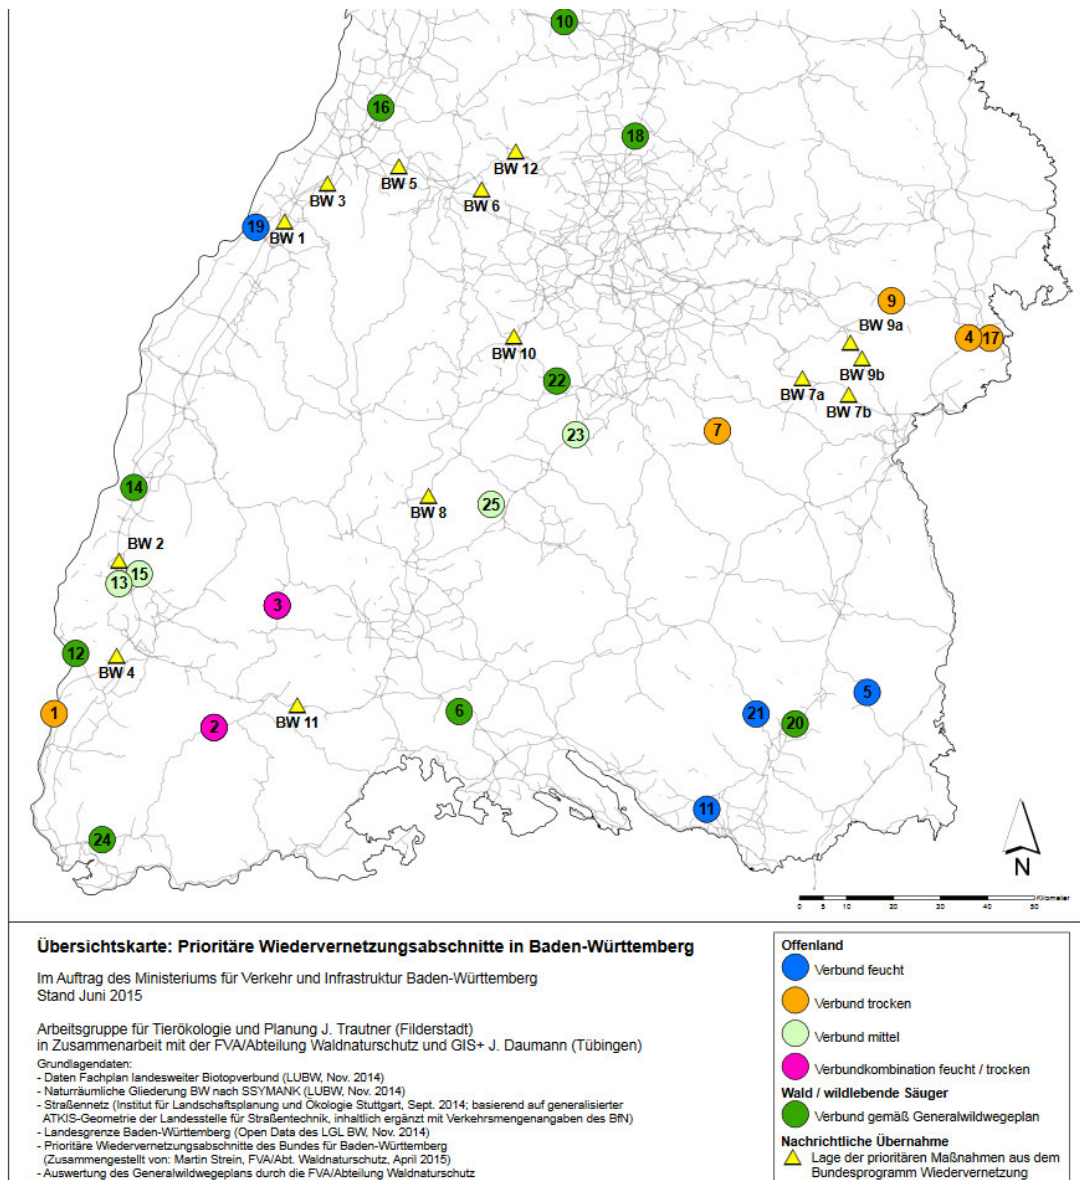 10
16
18
BW 12
BW 5
BW 3
BW 6
19
BW 1
9
BW 9a
4
17
BW 10
BW 9b
22
BW 7a
BW 7b
23
7
14
BW 8
25
BW 2
15
13
3
12
BW 4
5
1
2
BW 11
6
21
20
11
24
N
0 5 10 20 30 40 50 Kilometer
Übersichtskarte: Prioritäre Wiedervernetzungsabschnitte in Baden-Württemberg
Im Auftrag des Ministeriums für Verkehr und Infrastruktur Baden-Württemberg
Stand Juni 2015
Arbeitsgruppe für Tierökologie und Planung J. Trautner (Filderstadt)
in Zusammenarbeit mit der FVA/Abteilung Waldnaturschutz und GIS+ J. Daumann (Tübingen)
Grundlagendaten:
- Daten Fachplan landesweiter Biotopverbund (LUBW, Nov. 2014)
- Naturräumliche Gliederung BW nach SSYMANK (LUBW, Nov. 2014)
- Straßennetz (Institut für Landschaftsplanung und Ökologie Stuttgart, Sept. 2014; basierend auf generalisierter
ATKIS-Geometrie der Landesstelle für Straßentechnik, inhaltlich ergänzt mit Verkehrsmengenangaben des BfN)
- Landesgrenze Baden-Württemberg (Open Data des LGL BW, Nov. 2014)
- Prioritäre Wiedervernetzungsabschnitte des Bundes für Baden-Württemberg
(Zusammengestellt von: Martin Strein, FVA/Abt. Waldnaturschutz, April 2015)
- Auswertung des Generalwildwegeplans durch die FVA/Abteilung Waldnaturschutz
Offenland
Verbund feucht
Verbund trocken
Verbund mittel
Verbundkombination feucht / trocken
Wald / wildlebende Säuger
Verbund gemäß Generalwildwegeplan
Nachrichtliche Übernahme
Lage der prioritären Maßnahmen aus dem
Bundesprogramm Wiedervernetzung